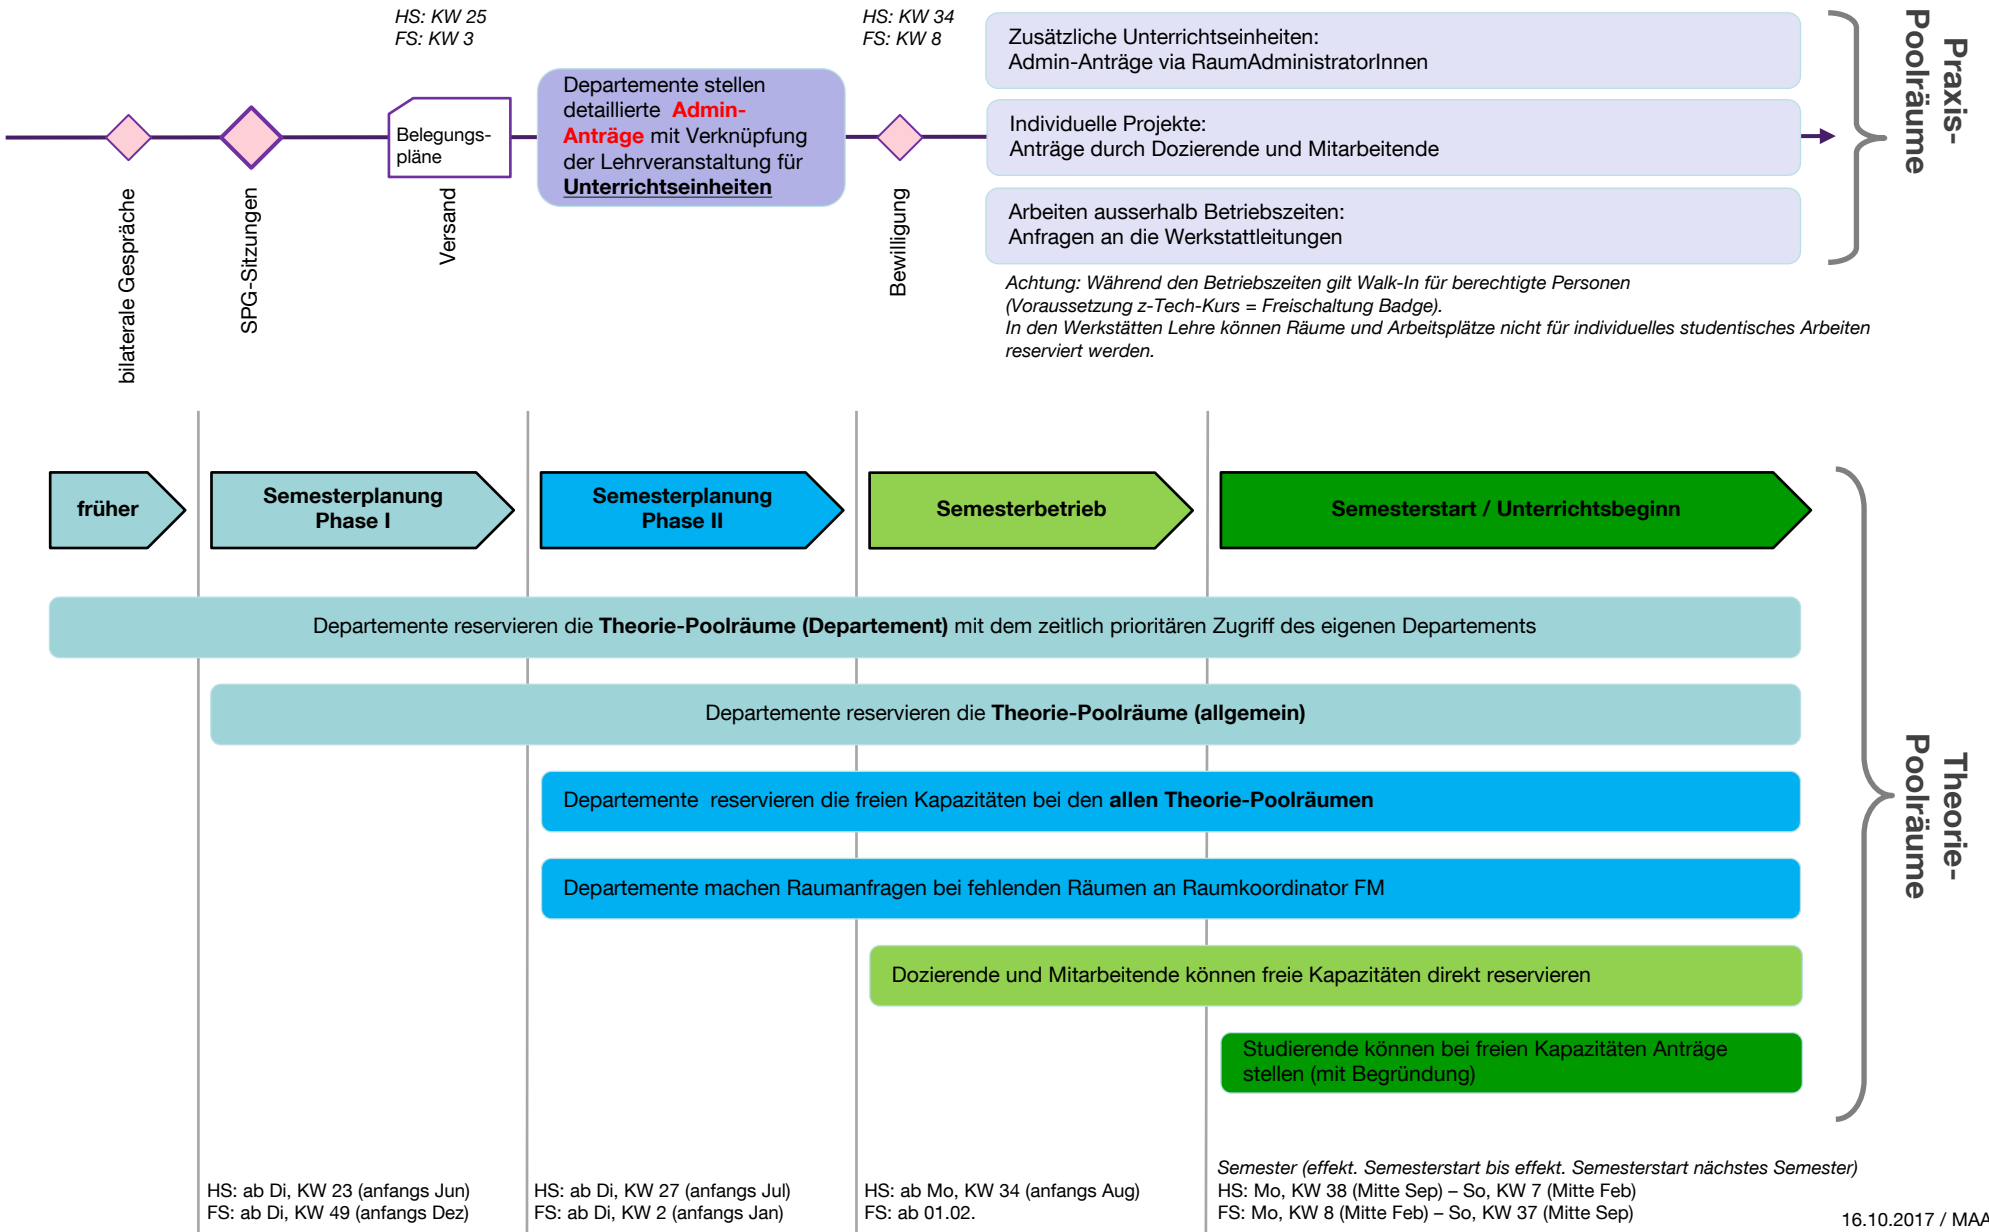 HS: KW 25
FS: KW 3
HS: KW 34
FS: KW 8
Belegungs-
pläne
Departemente stellen
detaillierte Admin-
Anträge mit Verknüpfung
der Lehrveranstaltung für
Unterrichtseinheiten
Zusätzliche Unterrichtseinheiten:
Admin-Anträge via RaumAdministratorInnen
Individuelle Projekte:
Anträge durch Dozierende und Mitarbeitende
Arbeiten ausserhalb Betriebszeiten:
Anfragen an die Werkstattleitungen
Praxis-
Poolräume
bilaterale Gespräche
SPG-Sitzungen
Versand
Bewilligung
Achtung: Während den Betriebszeiten gilt Walk-In für berechtigte Personen
(Voraussetzung z-Tech-Kurs = Freischaltung Badge).
In den Werkstätten Lehre können Räume und Arbeitsplätze nicht für individuelles studentisches Arbeiten
reserviert werden.
früher
Semesterplanung
Phase I
Semesterplanung
Phase II
Semesterbetrieb
Semesterstart / Unterrichtsbeginn
Departemente reservieren die Theorie-Poolräume (Departement) mit dem zeitlich prioritären Zugriff des eigenen Departements
Departemente reservieren die Theorie-Poolräume (allgemein)
Departemente reservieren die freien Kapazitäten bei den allen Theorie-Poolräumen
Departemente machen Raumanfragen bei fehlenden Räumen an Raumkoordinator FM
Dozierende und Mitarbeitende können freie Kapazitäten direkt reservieren
Studierende können bei freien Kapazitäten Anträge
stellen (mit Begründung)
Theorie-
Poolräume
HS: ab Di, KW 23 (anfangs Jun)
FS: ab Di, KW 49 (anfangs Dez)
HS: ab Di, KW 27 (anfangs Jul)
FS: ab Di, KW 2 (anfangs Jan)
HS: ab Mo, KW 34 (anfangs Aug)
FS: ab 01.02.
Semester (effekt. Semesterstart bis effekt. Semesterstart nächstes Semester)
HS: Mo, KW 38 (Mitte Sep) – So, KW 7 (Mitte Feb)
FS: Mo, KW 8 (Mitte Feb) – So, KW 37 (Mitte Sep)
16.10.2017 / MAA